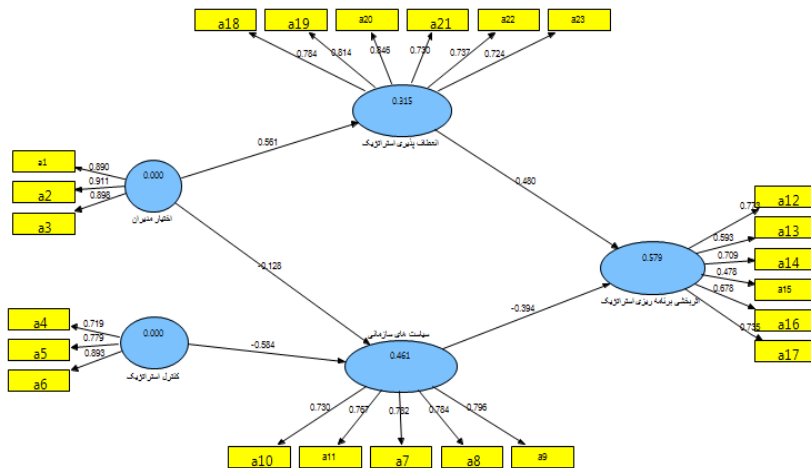 a18 a19 a20 a21 a22 a23
0.784 0.814 0.846 0.730 0.737 0.724
0.315
انعطاف پذیری استراتژیک
a1
a2
a3
0.890
0.911
0.898
0.000
اختیار مدیران
0.561
-0.128
0.480
a4
a5
a6
0.719
0.779
0.893
0.000
کنترل استراتژیک
-0.584
سیاست های سازمانی
0.461
-0.394
0.579
اثربخشی برنامه ریزی استراتژیک
0.773
0.593
0.709
0.478
0.678
0.735
a12
a13
a14
a15
a16
a17
0.730 0.767 0.784 0.796
a10 a11 a7 a8 a9